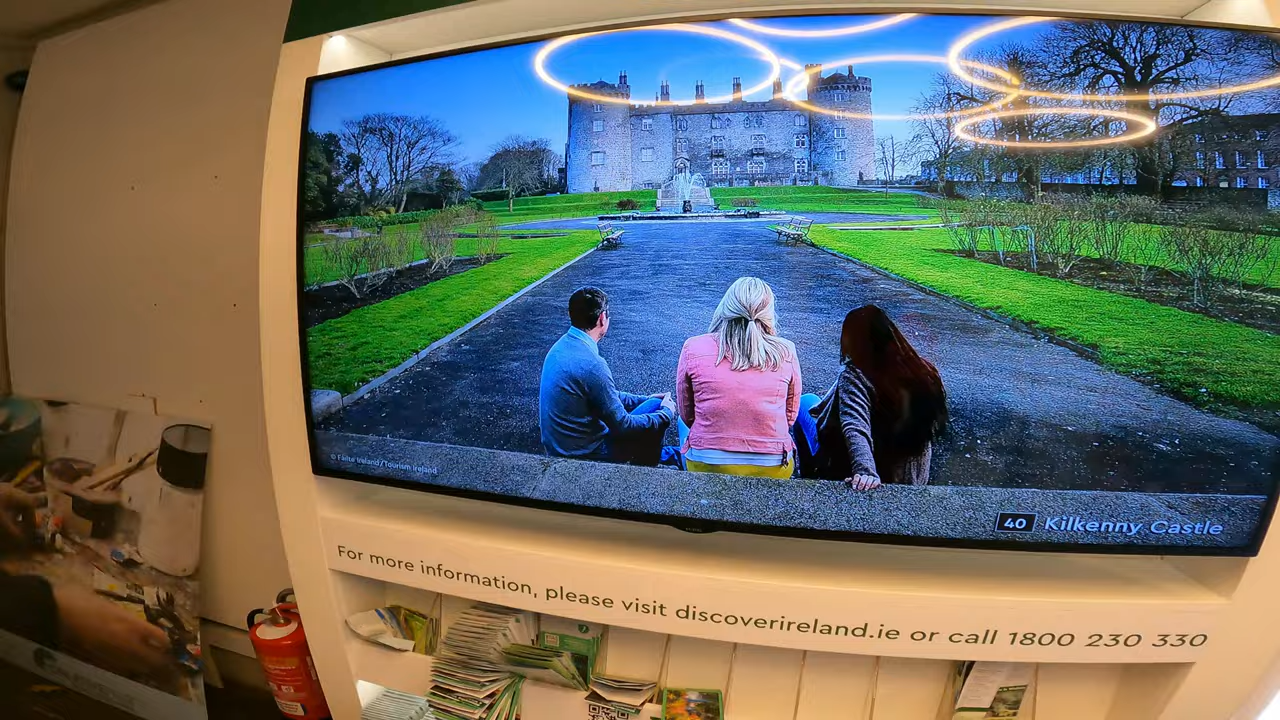 © Fáilte Ireland/Tourism Ireland
40 Kilkenny Castle
For more information, please visit discoverireland.ie or call 1800 230 330